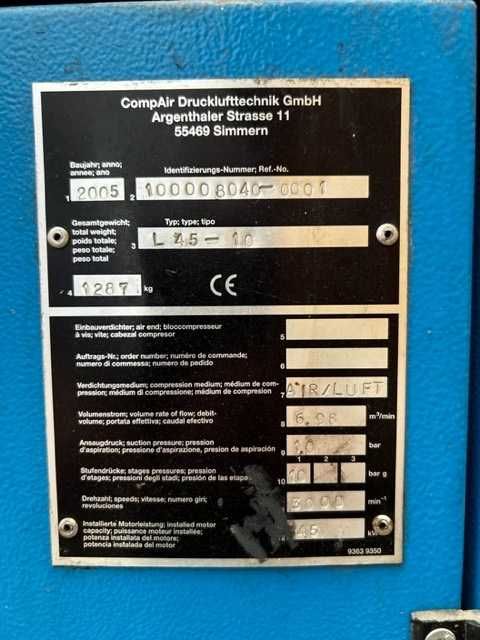 CompAir Drucklufttechnik GmbH
Argenthaler Strasse 11
55469 Simmern
Baujahr; anno;
annee; ano
Identifizierungs-Nummer; Ref.-No.
1 2005 2 100008040-0001
Gesamtgewicht;
total weight;
poids totale;
peso totale;
peso total
Typ; type; tipo
3 L 45-10
4 1287 kg CE
Einbauverdichter; air end; bloccompresseur
à vis; vite; cabezal compresor
5
Auftrags-Nr.; order number; numéro de commande;
numero di commessa; numero de pedido
6
Verdichtungsmedium; compression medium; médium de com-
pression; médium di compressione; médium de compresion
7 AIR/LUFT
Volumenstrom; volume rate of flow; debit-
volume; portata effettiva; caudal efectivo
8 m³/min
Ansaugdruck; suction pressure; pression
d'aspiration; pressione d'aspirazione, presion de aspiración
9 bar
1 2 3
Stufendrücke; stages pressures; pression
d'etages; pressioni degli stadi; presión de las etapa
10 10 bar g
Drehzahl; speeds; vitesse; numero giri;
revoluciones
3000 min⁻¹
Installierte Motorleistung; installed motor
capacity; puissance moteur installée;
potenza installata del motore;
potencia instalada del motor
45
9363 9350